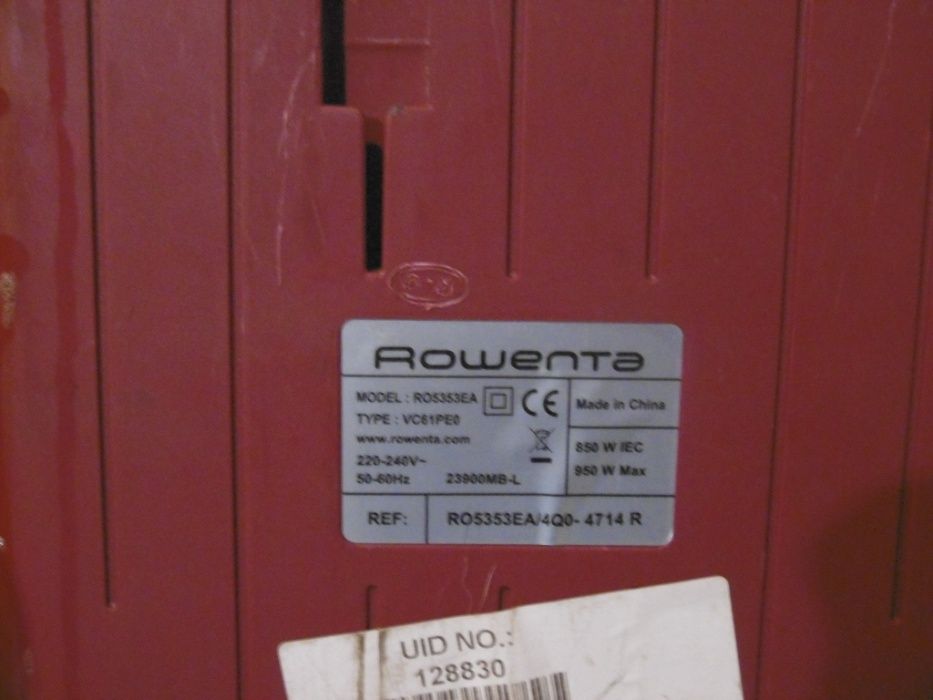 Rowenta
MODEL : RO5353EA
TYPE : VC61PE0
www.rowenta.com
220-240V~
50-60Hz
23900MB-L
CE
Made in China
850 W IEC
950 W Max
REF:
RO5353EA/4Q0- 4714 R
UID NO.:
128830